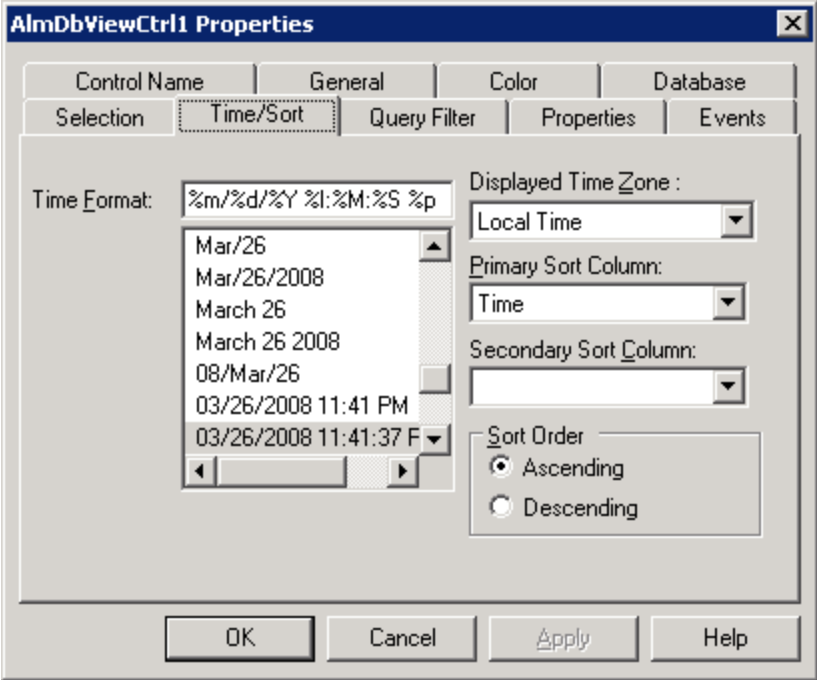 AlmDbViewCtrl1 Properties
Control Name General Color Database
Selection Time/Sort Query Filter Properties Events
Time Format:
%m/%d/%Y %I:%M:%S %p
Mar/26
Mar/26/2008
March 26
March 26 2008
08/Mar/26
03/26/2008 11:41 PM
03/26/2008 11:41:37 F
Displayed Time Zone :
Local Time
Primary Sort Column:
Time
Secondary Sort Column:
Sort Order
Ascending
Descending
OK Cancel Apply Help